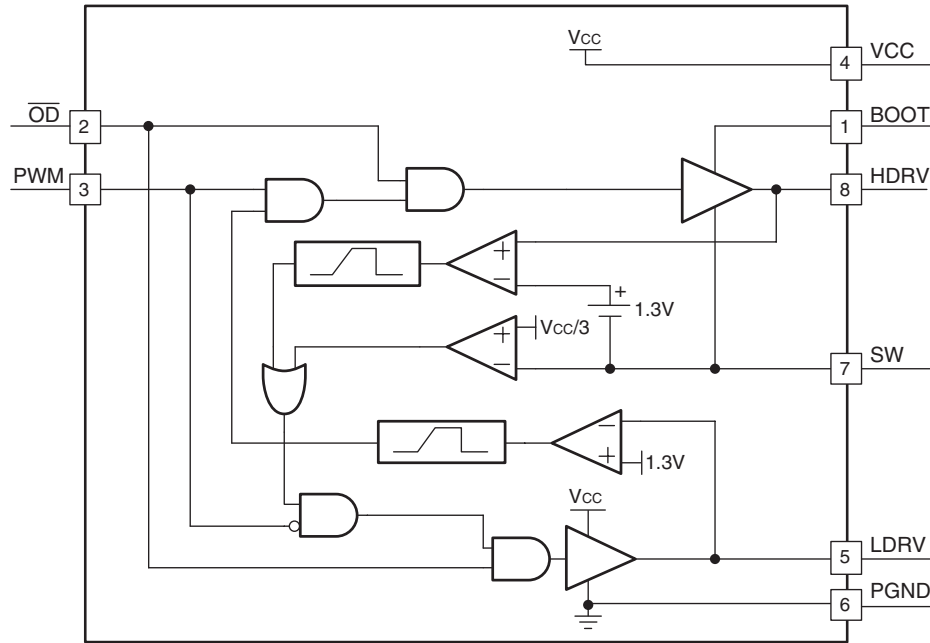 VCC
4
VCC
OD
2
1
BOOT
PWM
3
8
HDRV
+
−
+
1.3V
VCC/3
+
−
7
SW
−
+
1.3V
VCC
5
LDRV
6
PGND